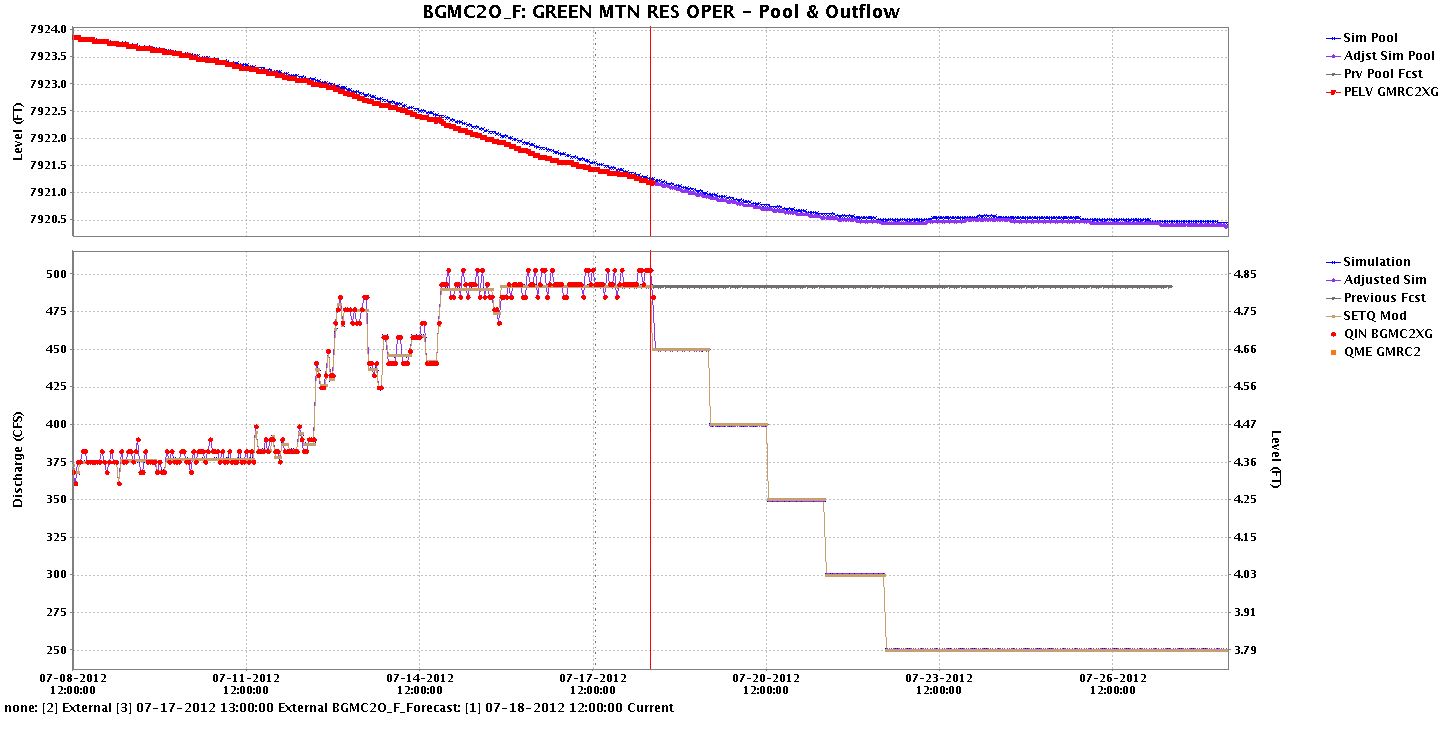 BGMC2O_F: GREEN MTN RES OPER - Pool & Outflow
7924.0
7923.5
7923.0
7922.5
7922.0
7921.5
7921.0
7920.5
Level (FT)
Sim Pool
Adjst Sim Pool
Prv Pool Fcst
PELV GMRC2XG
500
475
450
425
400
375
350
325
300
275
250
Discharge (CFS)
4.85
4.75
4.66
4.56
4.47
4.36
4.25
4.15
4.03
3.91
3.79
Level (FT)
Simulation
Adjusted Sim
Previous Fcst
SETQ Mod
QIN BGMC2XG
QME GMRC2
07-08-2012 12:00:00
07-11-2012 12:00:00
07-14-2012 12:00:00
07-17-2012 12:00:00
07-20-2012 12:00:00
07-23-2012 12:00:00
07-26-2012 12:00:00
none: [2] External [3] 07-17-2012 13:00:00 External BGMC2O_F_Forecast: [1] 07-18-2012 12:00:00 Current